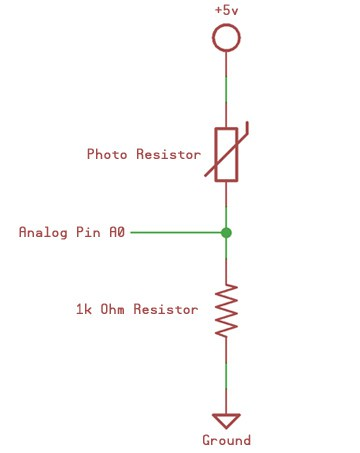 +5v
Photo Resistor
Analog Pin A0
1k Ohm Resistor
Ground